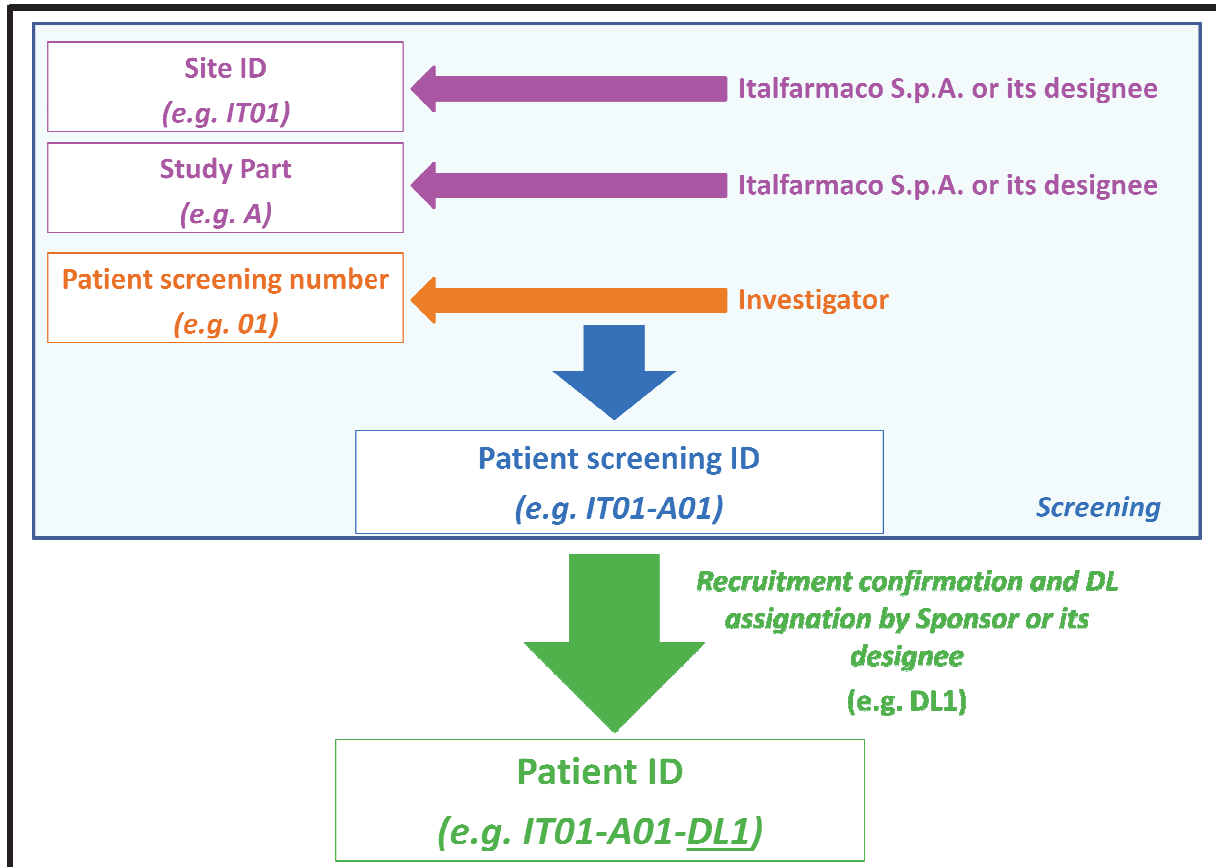 Site ID
(e.g. IT01)
Italfarmaco S.p.A. or its designee
Study Part
(e.g. A)
Italfarmaco S.p.A. or its designee
Patient screening number
(e.g. 01)
Investigator
Patient screening ID
(e.g. IT01-A01)
Screening
Recruitment confirmation and DL
assignation by Sponsor or its
designee
(e.g. DL1)
Patient ID
(e.g. IT01-A01-DL1)